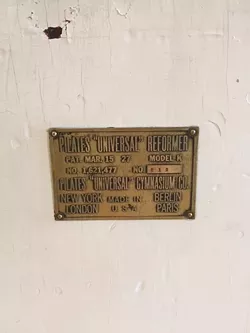 PILATES "UNIVERSAL" REFORMER
PAT. MAR. 15 27 MODEL K
NO. 1,621,477 NO.
PILATES "UNIVERSAL" GYMNASIUM CO.
NEW YORK MADE IN BERLIN
LONDON U.S.A. PARIS